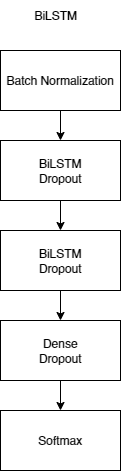 BiLSTM
Batch Normalization
BiLSTM
Dropout
BiLSTM
Dropout
Dense
Dropout
Softmax